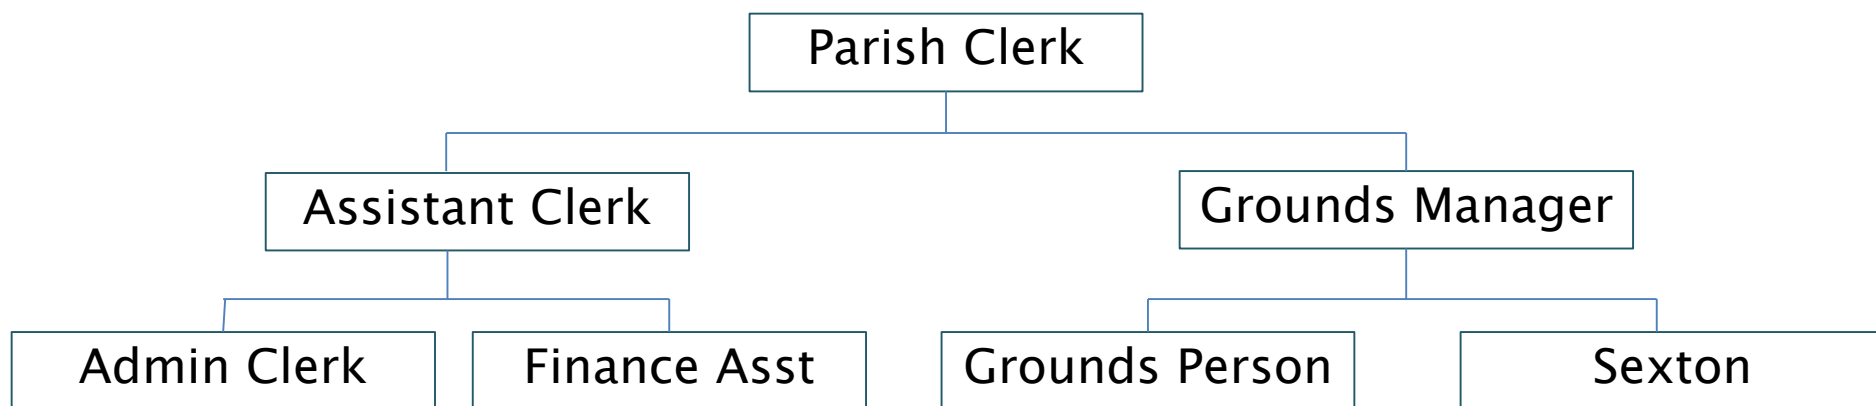 Parish Clerk
Assistant Clerk
Grounds Manager
Admin Clerk
Finance Asst
Grounds Person
Sexton